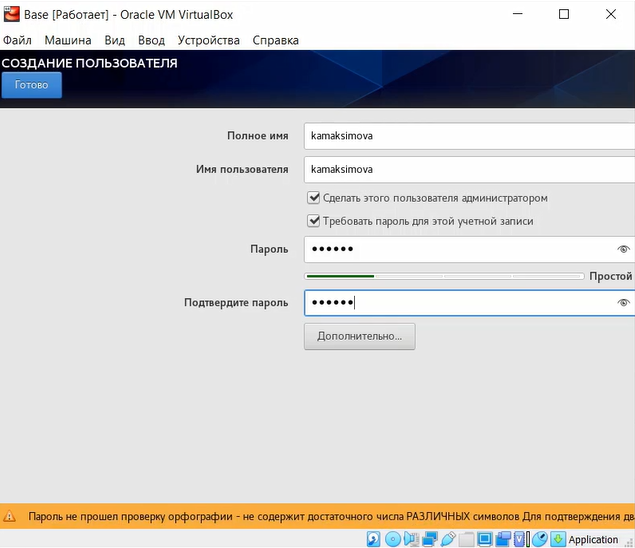 Base [Работает] - Oracle VM VirtualBox
Файл Машина Вид Ввод Устройства Справка
СОЗДАНИЕ ПОЛЬЗОВАТЕЛЯ
Готово
Полное имя kamaksimova
Имя пользователя kamaksimova
Сделать этого пользователя администратором
Требовать пароль для этой учетной записи
Пароль ••••••
Простой
Подтвердите пароль ••••••
Дополнительно...
Пароль не прошел проверку орфографии - не содержит достаточного числа РАЗЛИЧНЫХ символов Для подтверждения два
Application